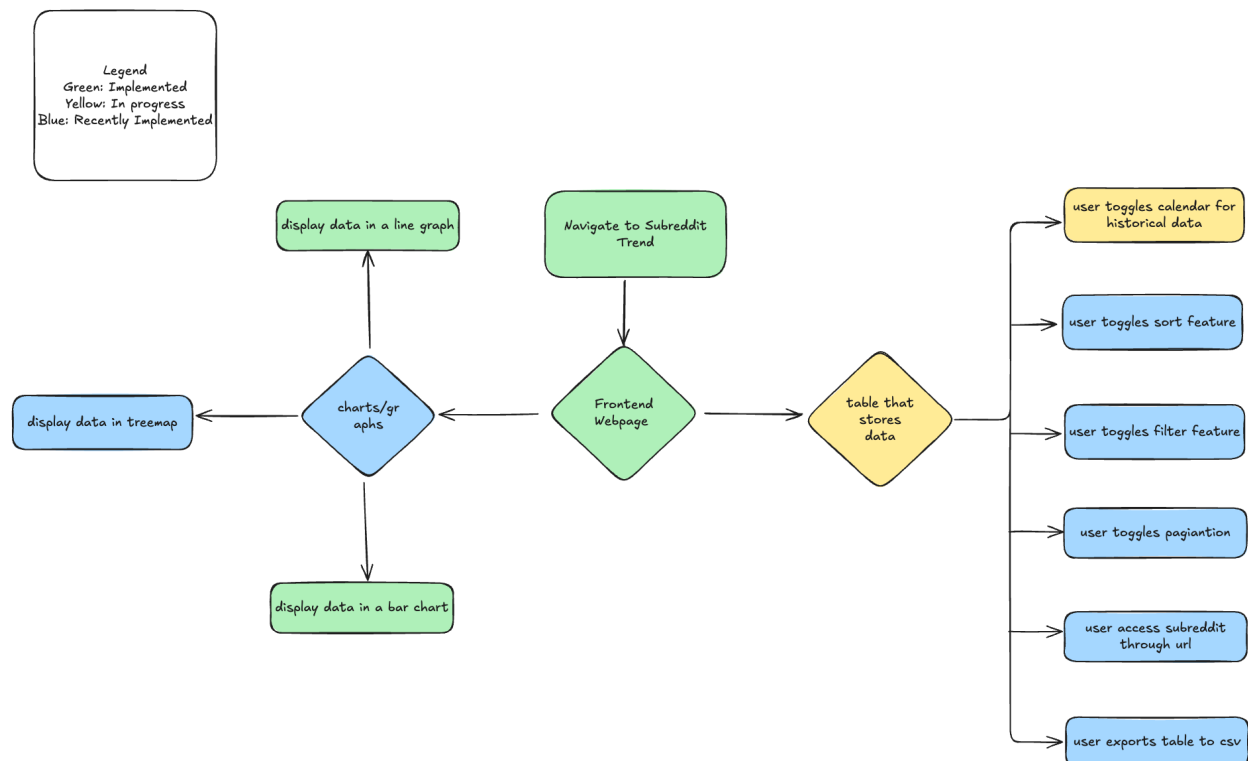 Legend
Green: Implemented
Yellow: In progress
Blue: Recently Implemented
display data in a line graph
Navigate to Subreddit
Trend
user toggles calendar for
historical data
user toggles sort feature
display data in treemap
charts/gr
aphs
Frontend
Webpage
table that
stores
data
user toggles filter feature
user toggles pagiantion
display data in a bar chart
user access subreddit
through url
user exports table to csv